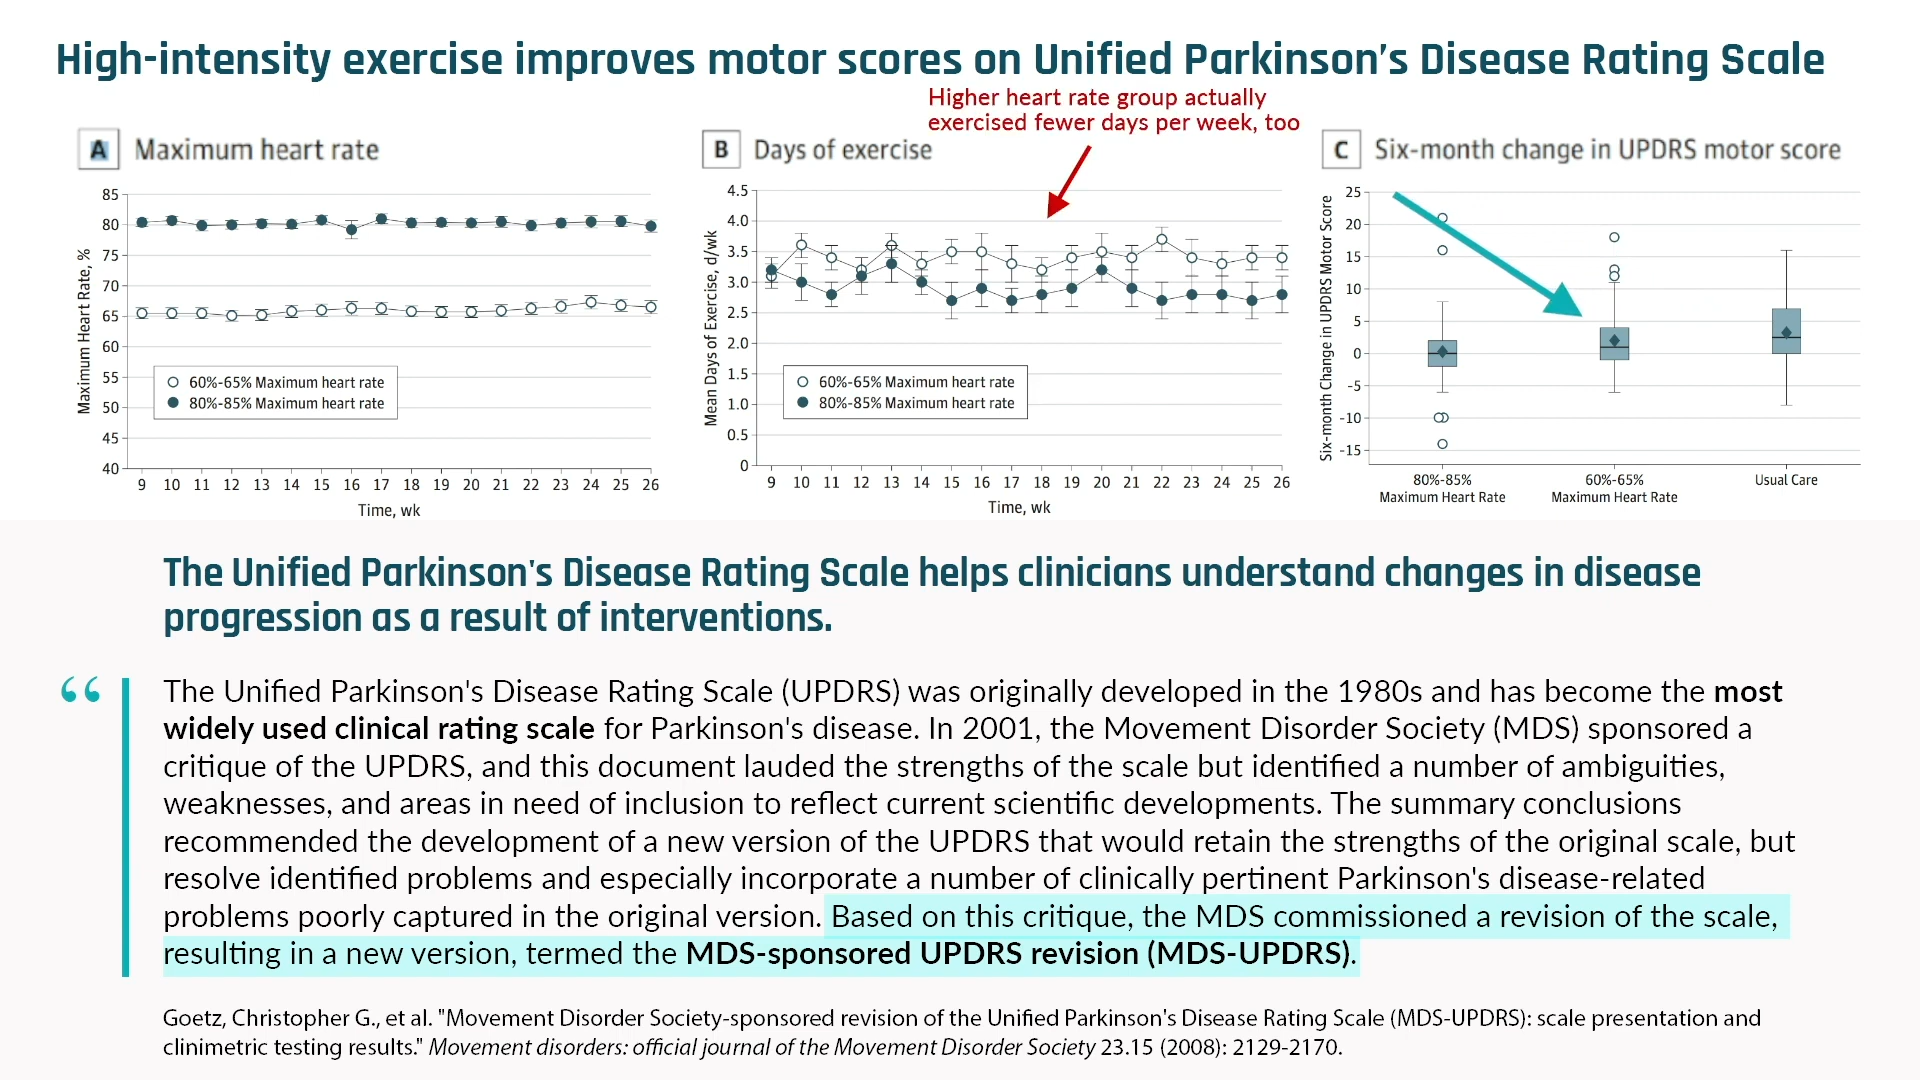 High-intensity exercise improves motor scores on Unified Parkinson's Disease Rating Scale
Higher heart rate group actually
exercised fewer days per week, too
A Maximum heart rate
Maximum Heart Rate, %
85
80
75
70
65
60
55
50
45
40
60%-65% Maximum heart rate
80%-85% Maximum heart rate
9 10 11 12 13 14 15 16 17 18 19 20 21 22 23 24 25 26
Time, wk
B Days of exercise
Mean Days of Exercise, d/wk
4.5
4.0
3.5
3.0
2.5
2.0
1.5
1.0
0.5
0
60%-65% Maximum heart rate
80%-85% Maximum heart rate
9 10 11 12 13 14 15 16 17 18 19 20 21 22 23 24 25 26
Time, wk
C Six-month change in UPDRS motor score
Six-month Change in UPDRS Motor Score
25
20
15
10
5
0
-5
-10
-15
80%-85%
Maximum Heart Rate
60%-65%
Maximum Heart Rate
Usual Care
The Unified Parkinson's Disease Rating Scale helps clinicians understand changes in disease
progression as a result of interventions.
“
The Unified Parkinson's Disease Rating Scale (UPDRS) was originally developed in the 1980s and has become the most
widely used clinical rating scale for Parkinson's disease. In 2001, the Movement Disorder Society (MDS) sponsored a
critique of the UPDRS, and this document lauded the strengths of the scale but identified a number of ambiguities,
weaknesses, and areas in need of inclusion to reflect current scientific developments. The summary conclusions
recommended the development of a new version of the UPDRS that would retain the strengths of the original scale, but
resolve identified problems and especially incorporate a number of clinically pertinent Parkinson's disease-related
problems poorly captured in the original version. Based on this critique, the MDS commissioned a revision of the scale,
resulting in a new version, termed the MDS-sponsored UPDRS revision (MDS-UPDRS).
Goetz, Christopher G., et al. "Movement Disorder Society-sponsored revision of the Unified Parkinson's Disease Rating Scale (MDS-UPDRS): scale presentation and
clinimetric testing results." Movement disorders: official journal of the Movement Disorder Society 23.15 (2008): 2129-2170.